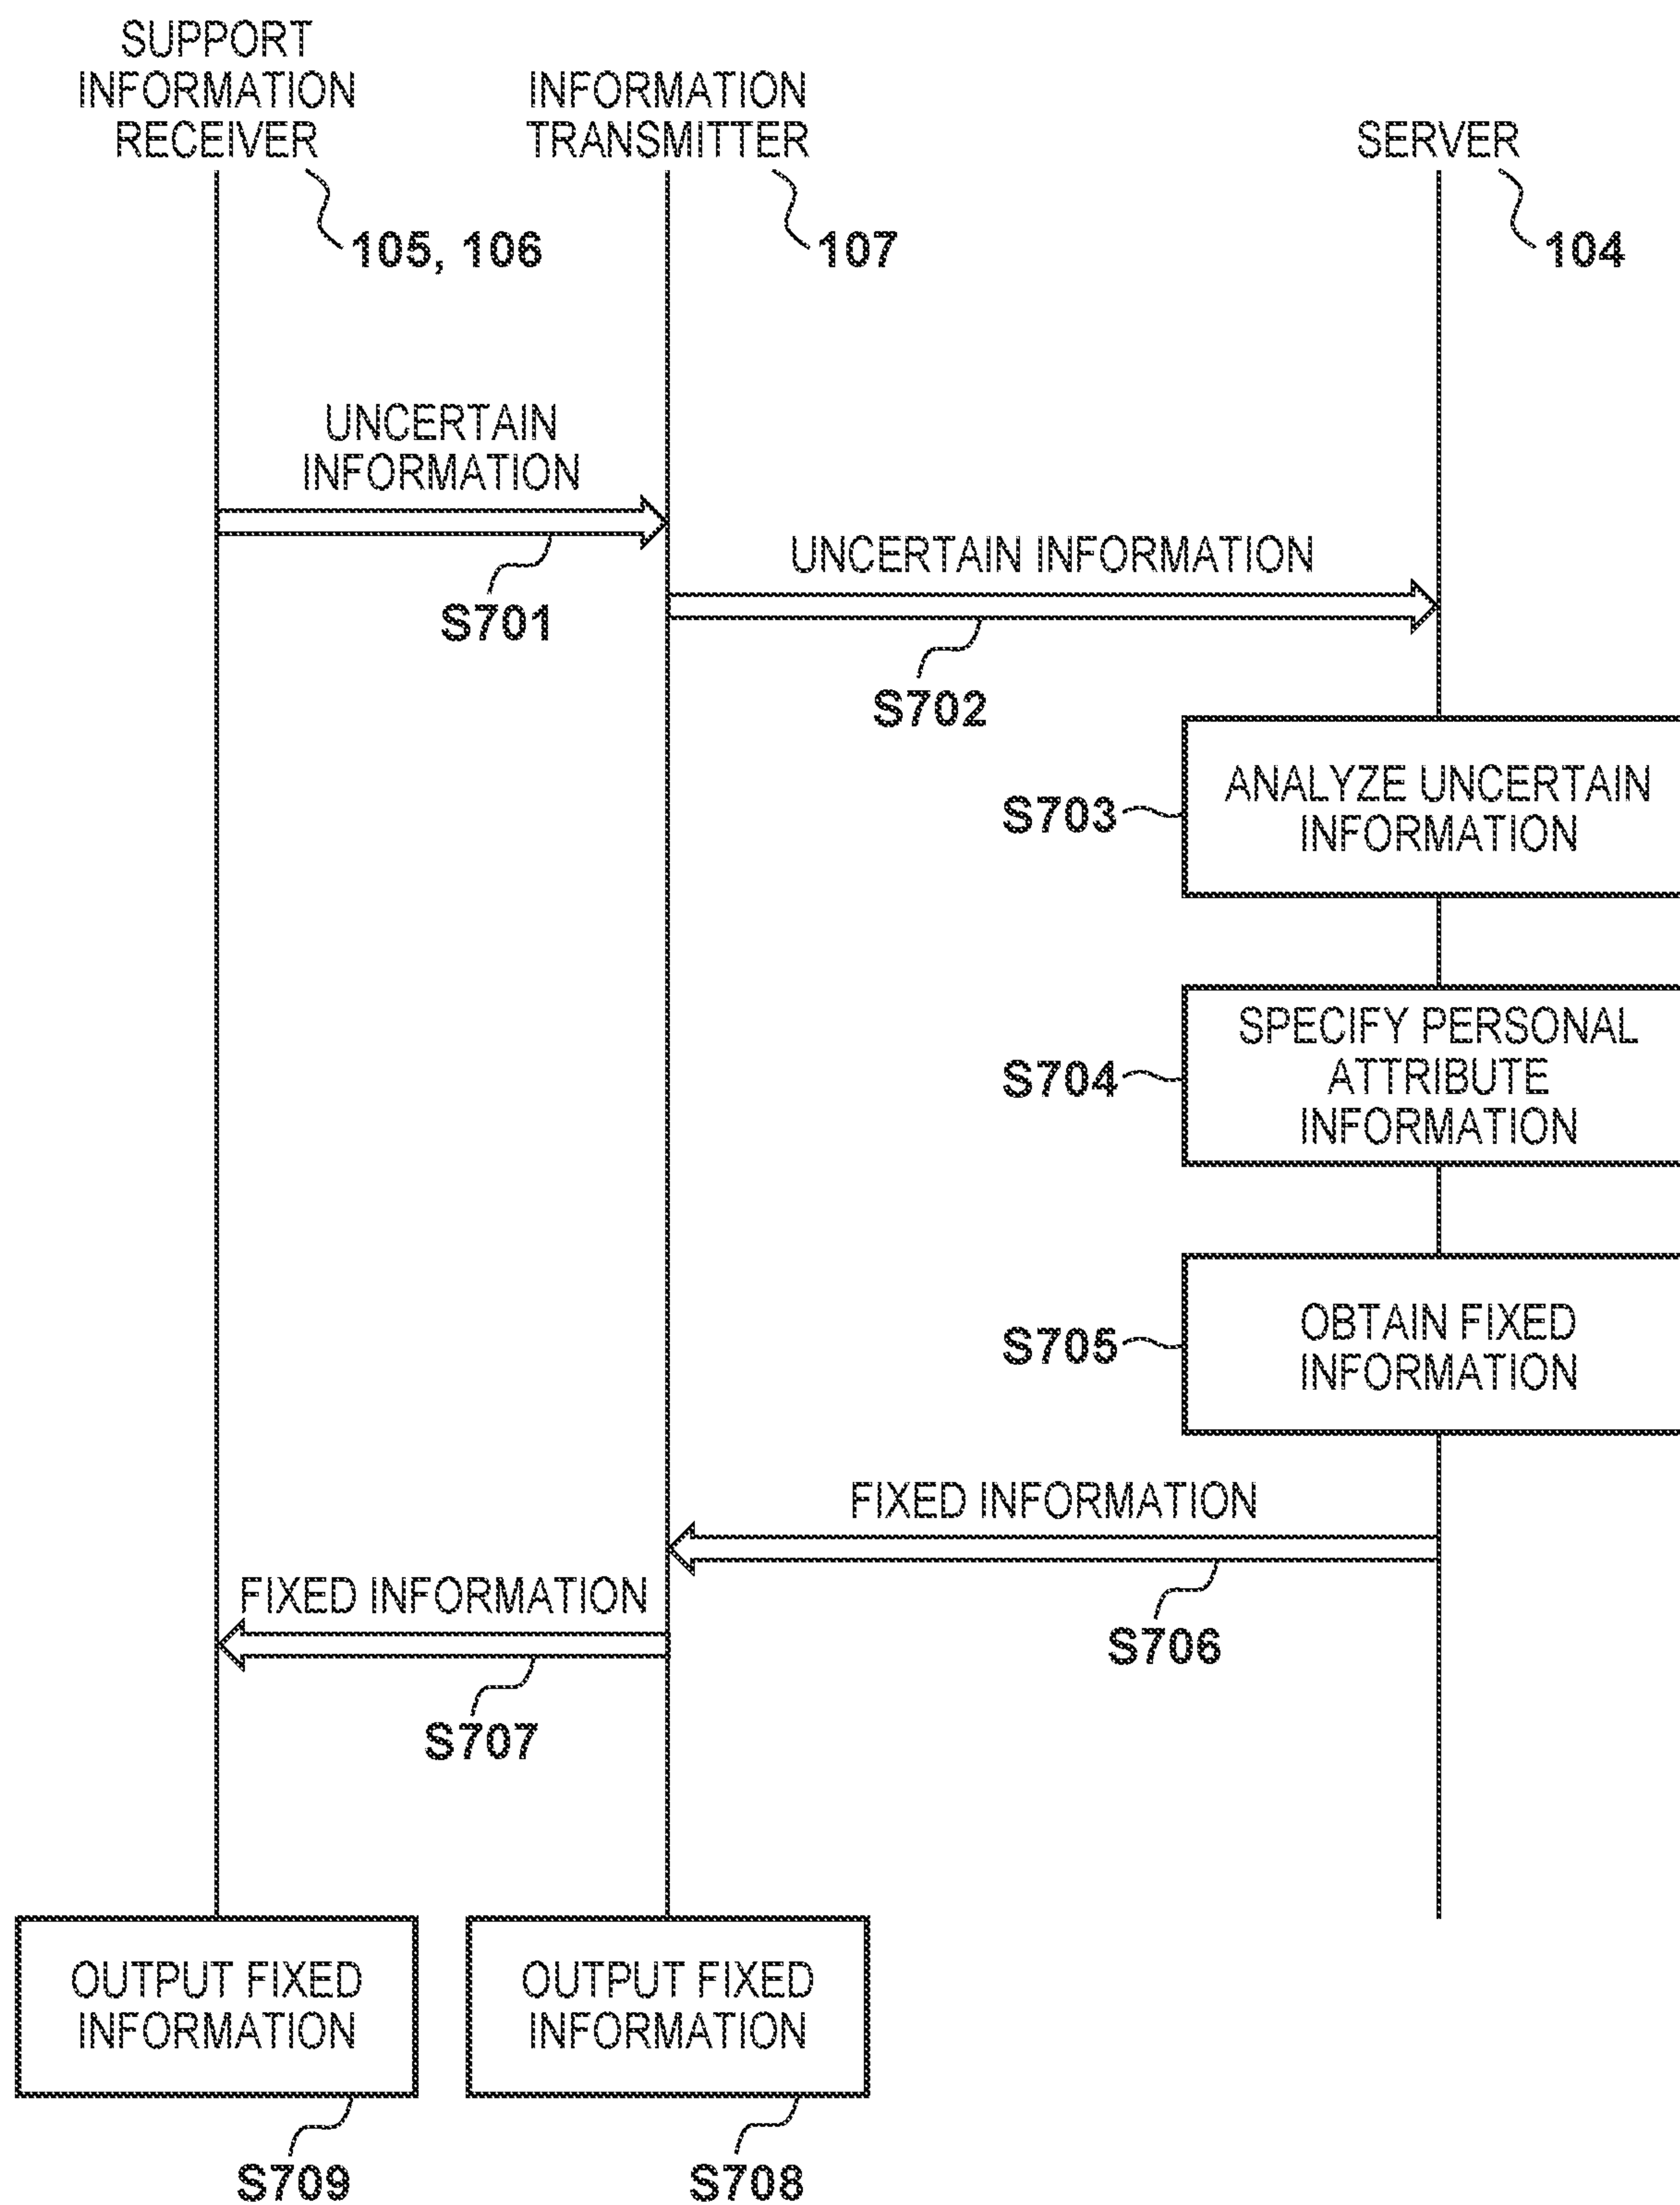 SUPPORT
INFORMATION
RECEIVER
INFORMATION
TRANSMITTER
SERVER
105, 106
107
104
UNCERTAIN
INFORMATION
S701
UNCERTAIN INFORMATION
S702
S703
ANALYZE UNCERTAIN
INFORMATION
S704
SPECIFY PERSONAL
ATTRIBUTE
INFORMATION
S705
OBTAIN FIXED
INFORMATION
FIXED INFORMATION
S706
FIXED INFORMATION
S707
OUTPUT FIXED
INFORMATION
S709
OUTPUT FIXED
INFORMATION
S708